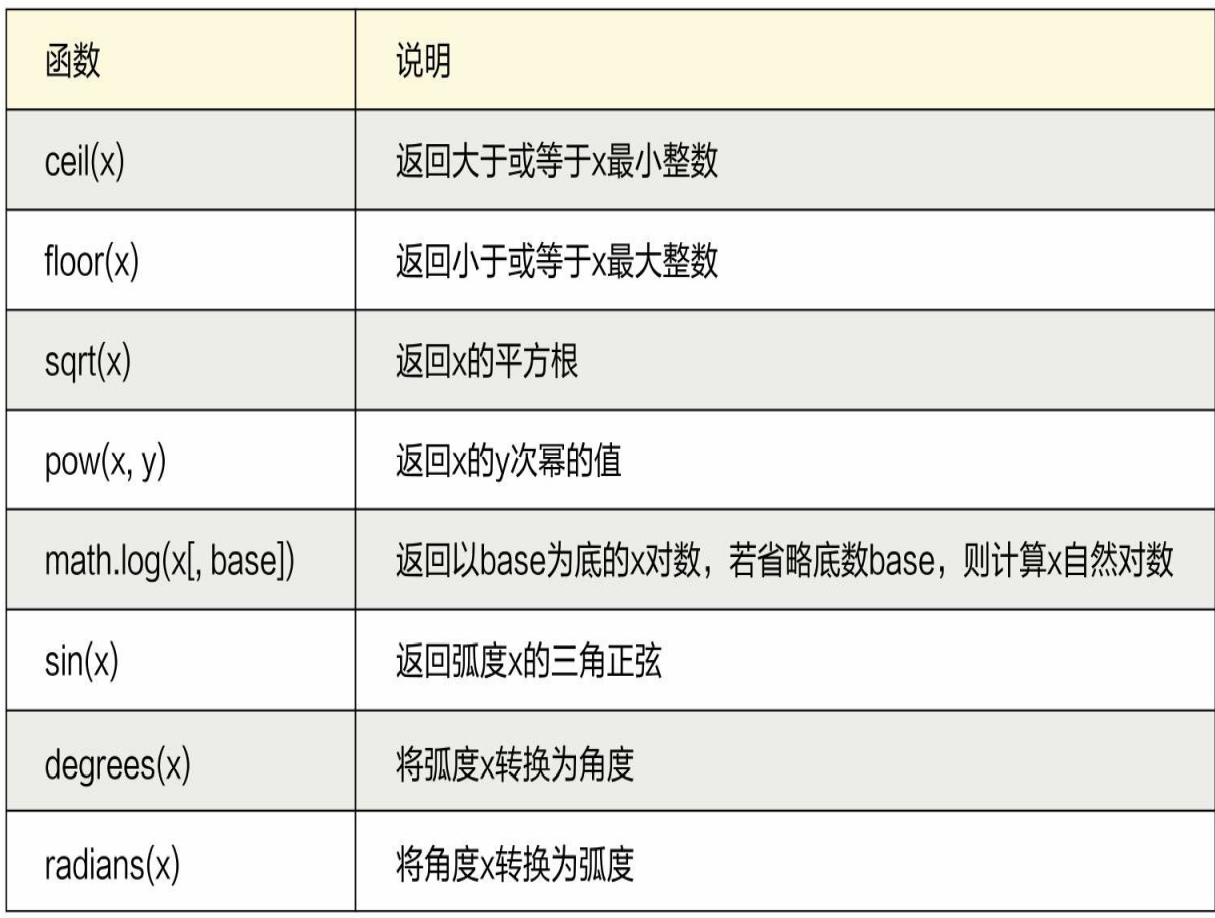 函数 说明
ceil(x) 返回大于或等于x最小整数
floor(x) 返回小于或等于x最大整数
sqrt(x) 返回x的平方根
pow(x, y) 返回x的y次幂的值
math.log(x[, base]) 返回以base为底的x对数，若省略底数base，则计算x自然对数
sin(x) 返回弧度x的三角正弦
degrees(x) 将弧度x转换为角度
radians(x) 将角度x转换为弧度